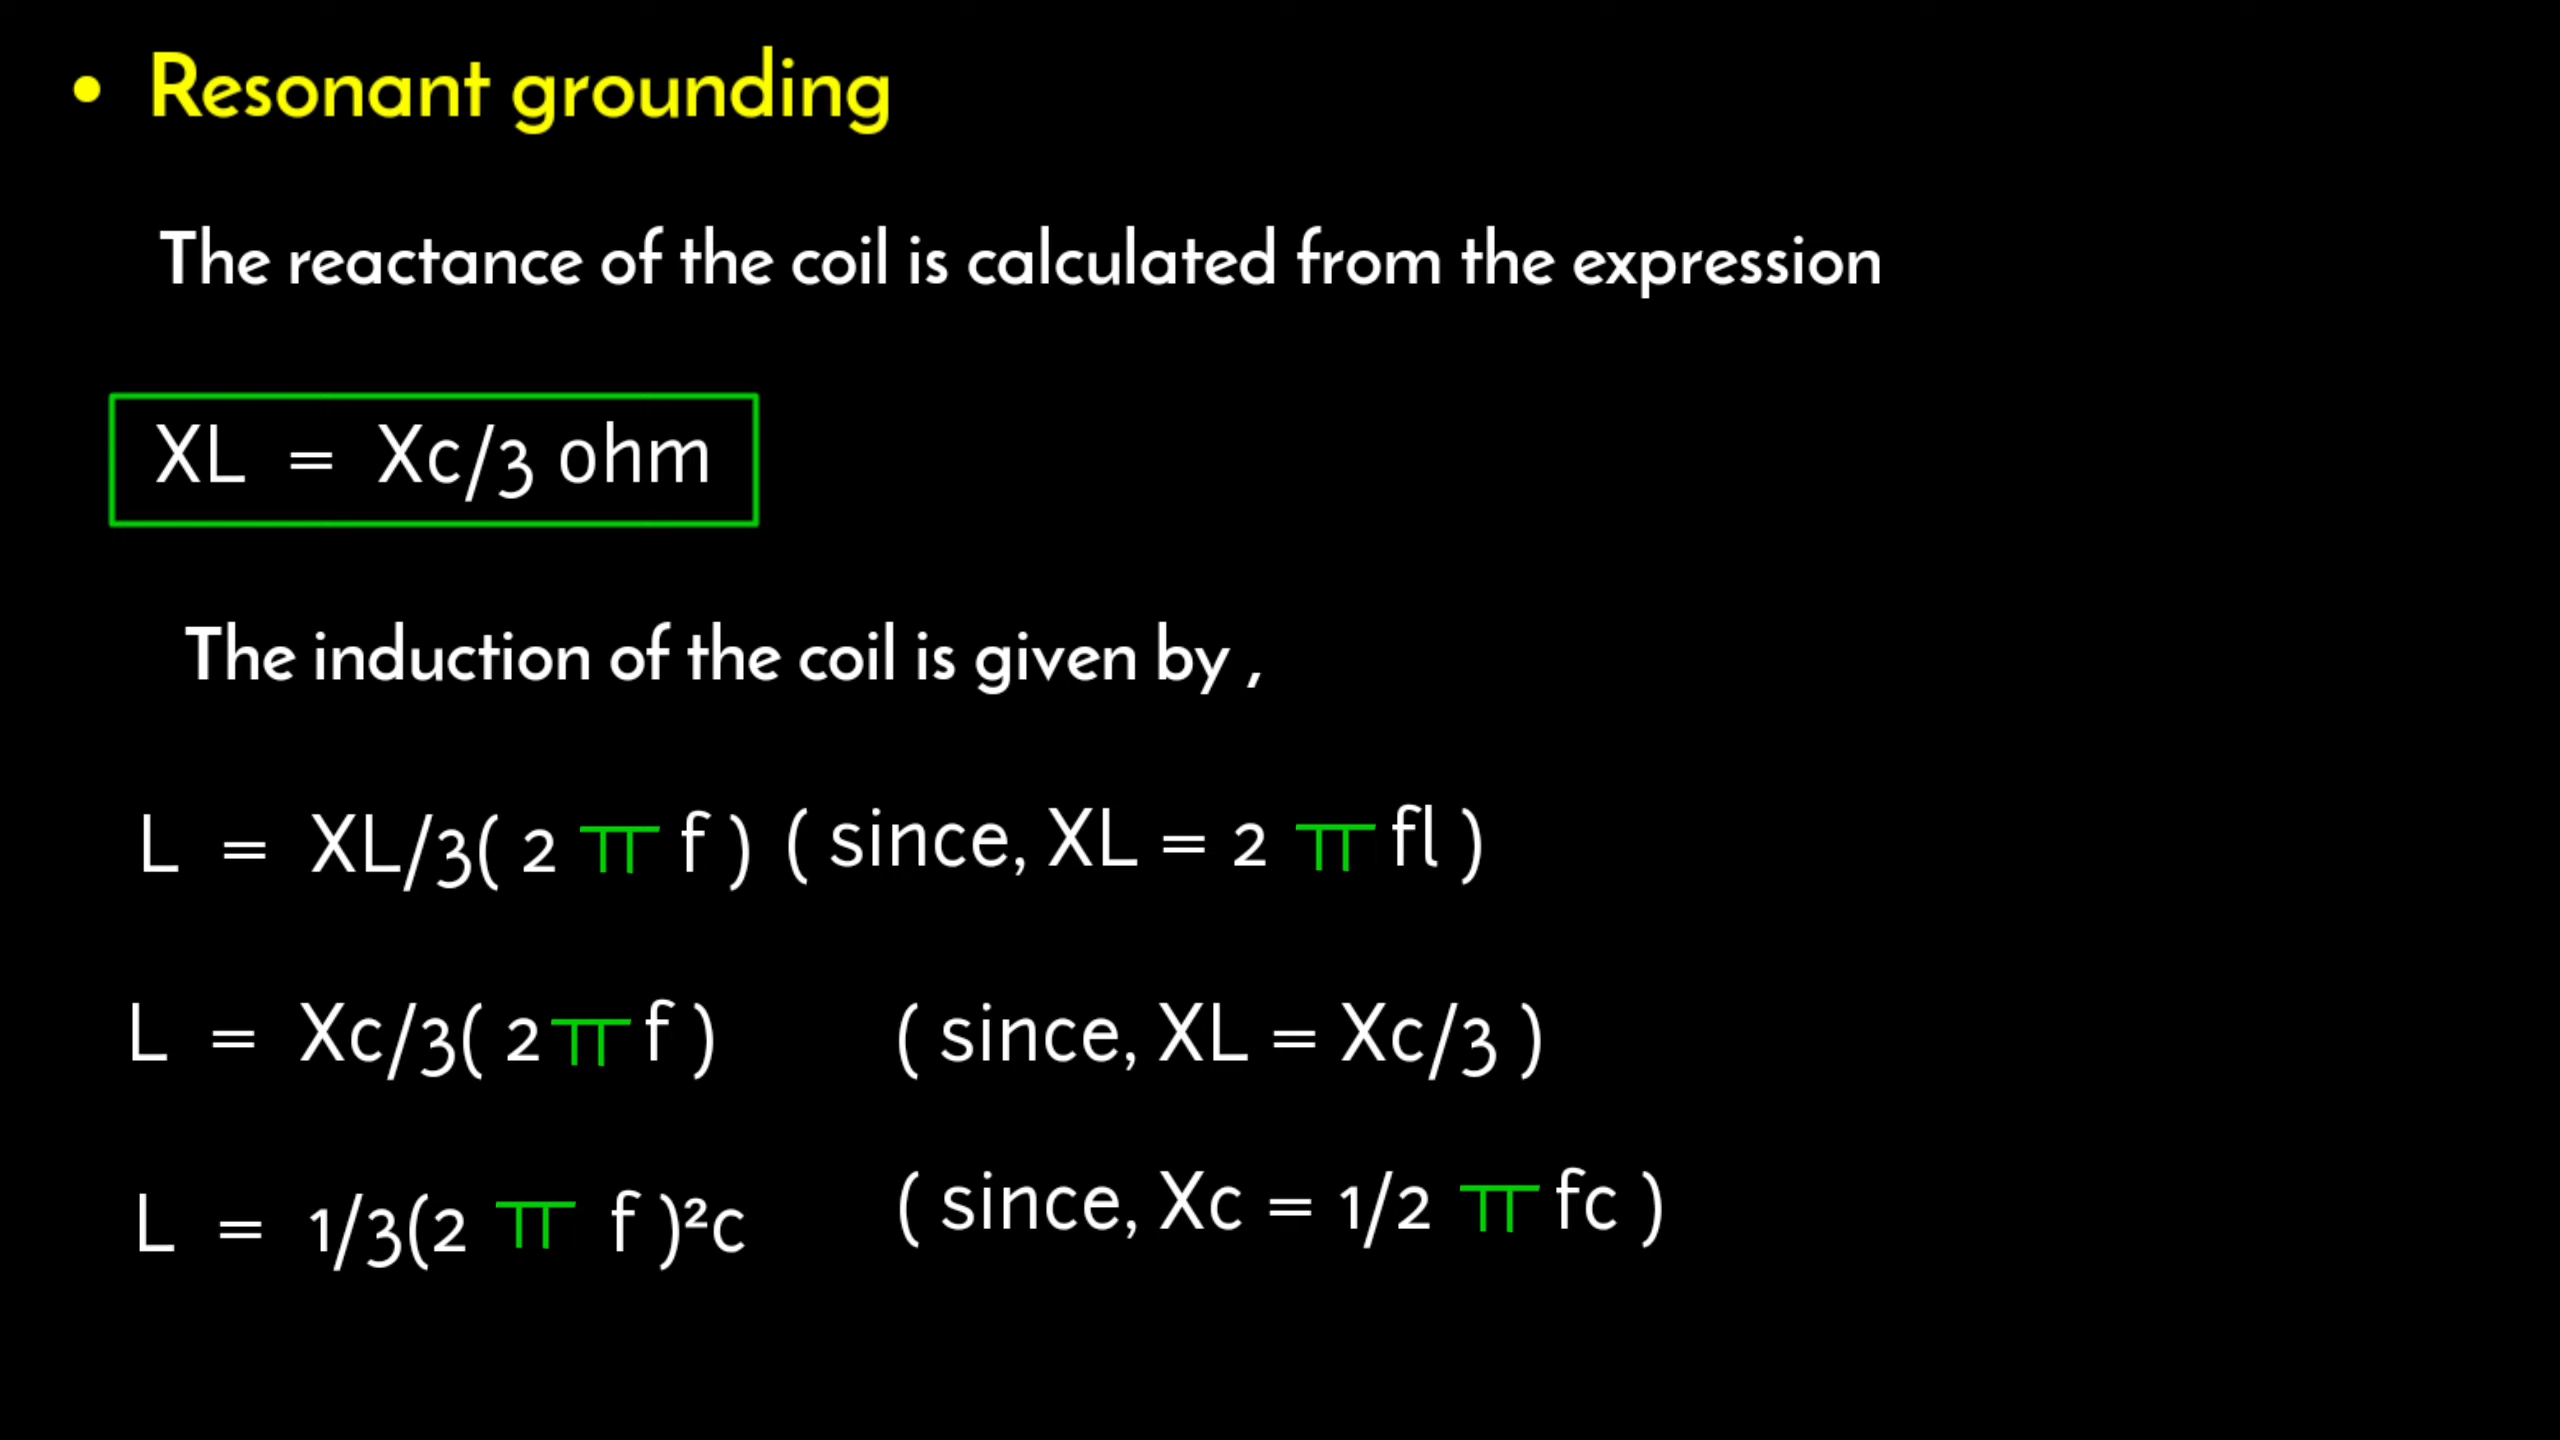 • Resonant grounding
The reactance of the coil is calculated from the expression
XL = Xc/3 ohm
The induction of the coil is given by ,
L = XL/3( 2 π f ) ( since, XL = 2 π fl )
L = Xc/3( 2 π f ) ( since, XL = Xc/3 )
L = 1/3(2 π f )²c ( since, Xc = 1/2 π fc )